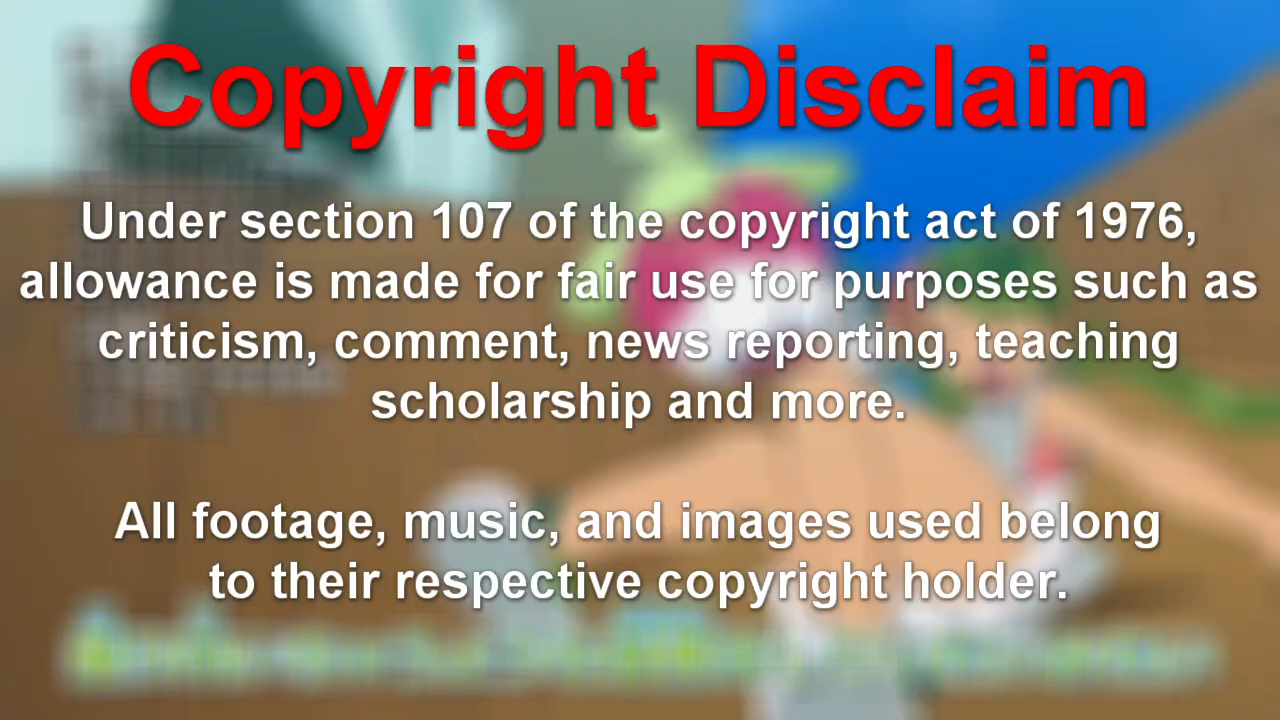 Copyright Disclaim
Under section 107 of the copyright act of 1976,
allowance is made for fair use for purposes such as
criticism, comment, news reporting, teaching
scholarship and more.
All footage, music, and images used belong
to their respective copyright holder.